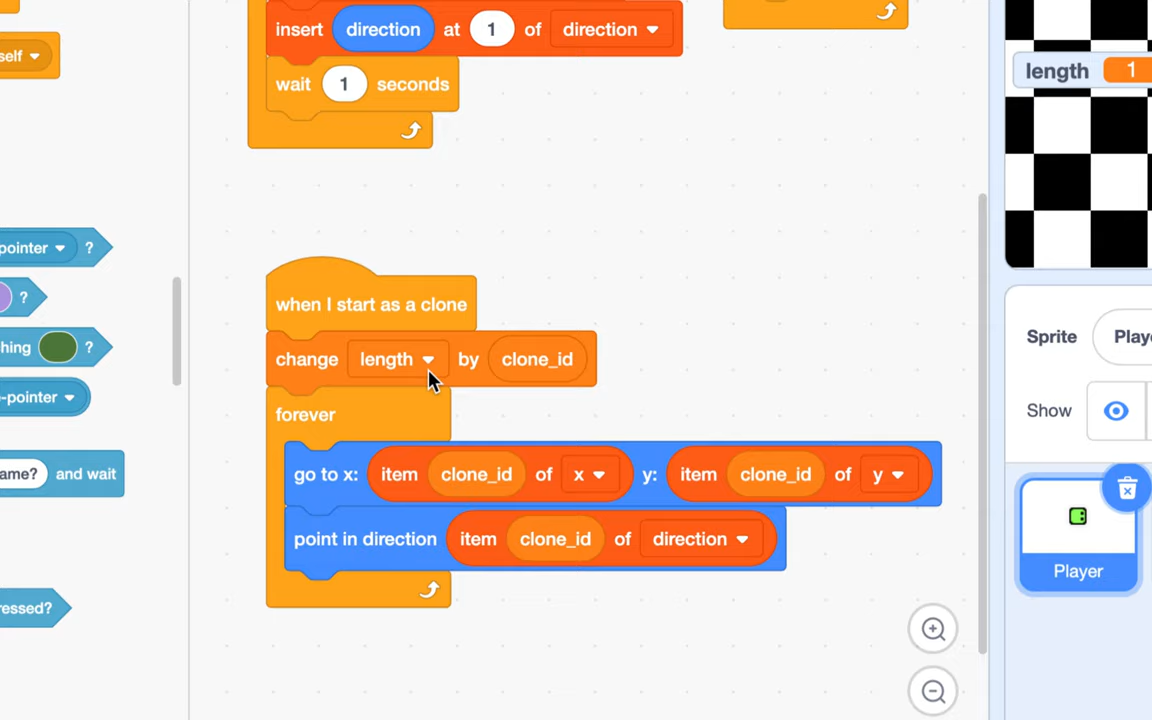 insert direction at 1 of direction
self
wait 1 seconds
length 1
pointer ?
?
when I start as a clone
Sprite
hing ?
change length by clone_id
-pointer
Show
forever
ame? and wait
go to x: item clone_id of x y: item clone_id of y
point in direction item clone_id of direction
Player
ressed?